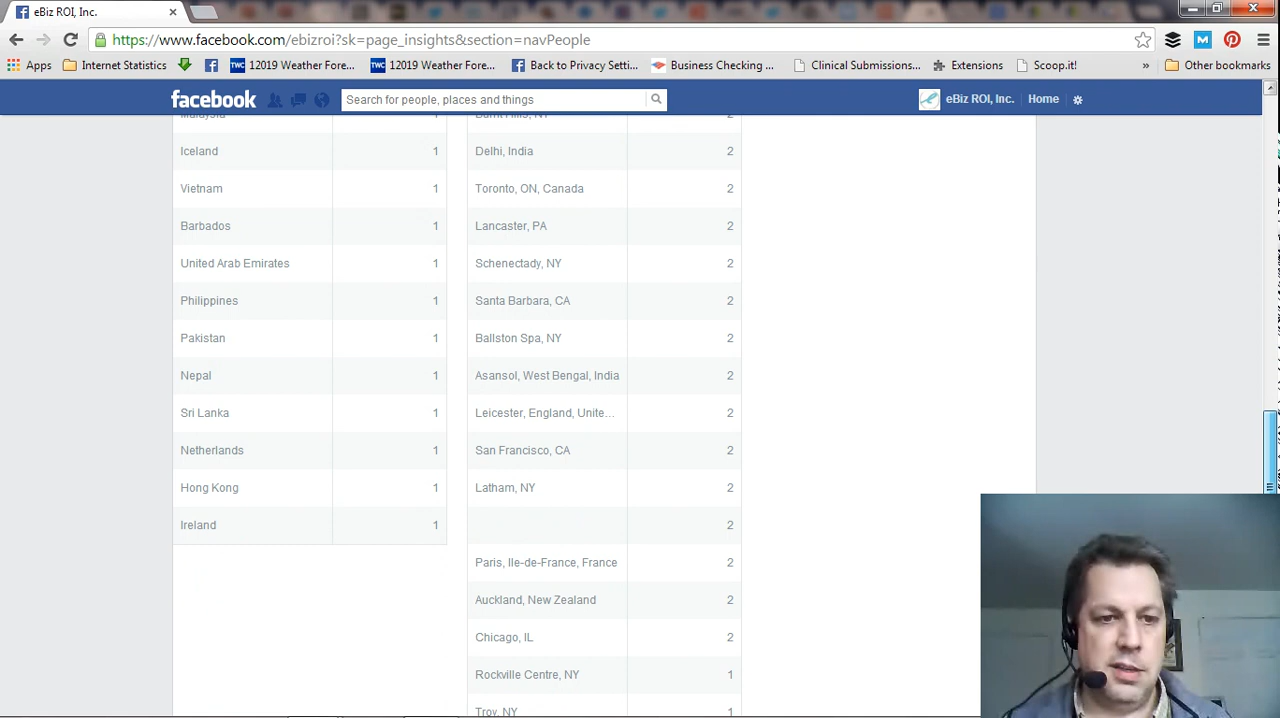 eBiz ROI, Inc.
https://www.facebook.com/ebizroi?sk=page_insights&section=navPeople
Apps
Internet Statistics
12019 Weather Fore...
12019 Weather Fore...
Back to Privacy Setti...
Business Checking ...
Clinical Submissions...
Extensions
Scoop.it!
»
Other bookmarks
facebook
Search for people, places and things
eBiz ROI, Inc.
Home
Malaysia 1
Burnt Hills, NY 2
Iceland 1
Delhi, India 2
Vietnam 1
Toronto, ON, Canada 2
Barbados 1
Lancaster, PA 2
United Arab Emirates 1
Schenectady, NY 2
Philippines 1
Santa Barbara, CA 2
Pakistan 1
Ballston Spa, NY 2
Nepal 1
Asansol, West Bengal, India 2
Sri Lanka 1
Leicester, England, Unite... 2
Netherlands 1
San Francisco, CA 2
Hong Kong 1
Latham, NY 2
Ireland 1
2
Paris, Ile-de-France, France 2
Auckland, New Zealand 2
Chicago, IL 2
Rockville Centre, NY 1
Troy, NY 1